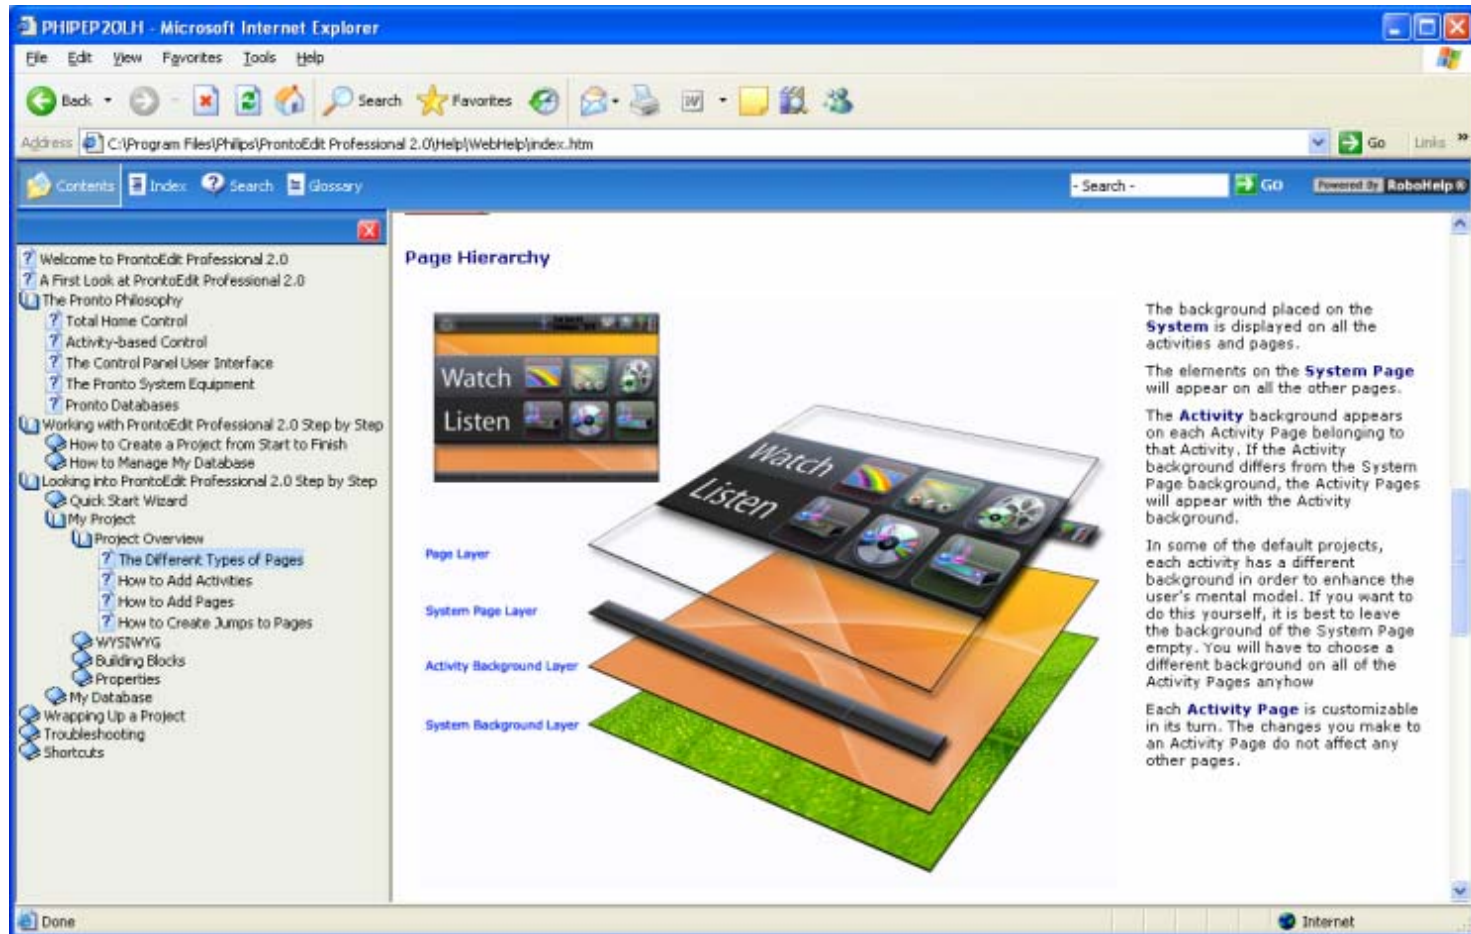 PHIPEP2OLH - Microsoft Internet Explorer
File Edit View Favorites Tools Help
Back Search Favorites
Address C:\Program Files\Philips\ProntoEdit Professional 2.0\Help\WebHelp\index.htm Go Links »
Contents Index Search Glossary - Search - GO Powered By RoboHelp ®
Welcome to ProntoEdit Professional 2.0
A First Look at ProntoEdit Professional 2.0
The Pronto Philosophy
Total Home Control
Activity-based Control
The Control Panel User Interface
The Pronto System Equipment
Pronto Databases
Working with ProntoEdit Professional 2.0 Step by Step
How to Create a Project from Start to Finish
How to Manage My Database
Looking into ProntoEdit Professional 2.0 Step by Step
Quick Start Wizard
My Project
Project Overview
The Different Types of Pages
How to Add Activities
How to Add Pages
How to Create Jumps to Pages
WYSIWYG
Building Blocks
Properties
My Database
Wrapping Up a Project
Troubleshooting
Shortcuts
Page Hierarchy
Watch
Listen
Watch
Listen
Page Layer
System Page Layer
Activity Background Layer
System Background Layer
The background placed on the
System is displayed on all the
activities and pages.
The elements on the System Page
will appear on all the other pages.
The Activity background appears
on each Activity Page belonging to
that Activity. If the Activity
background differs from the System
Page background, the Activity Pages
will appear with the Activity
background.
In some of the default projects,
each activity has a different
background in order to enhance the
user's mental model. If you want to
do this yourself, it is best to leave
the background of the System Page
empty. You will have to choose a
different background on all of the
Activity Pages anyhow
Each Activity Page is customizable
in its turn. The changes you make to
an Activity Page do not affect any
other pages.
Done Internet